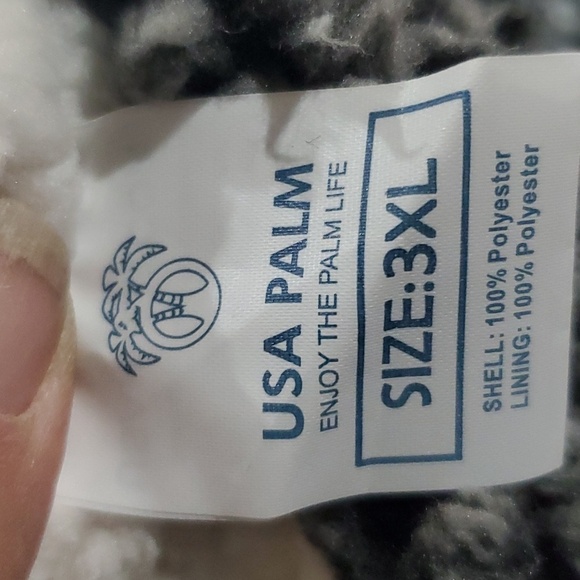 USA PALM
ENJOY THE PALM LIFE
SIZE:3XL
SHELL: 100% Polyester
LINING: 100% Polyester